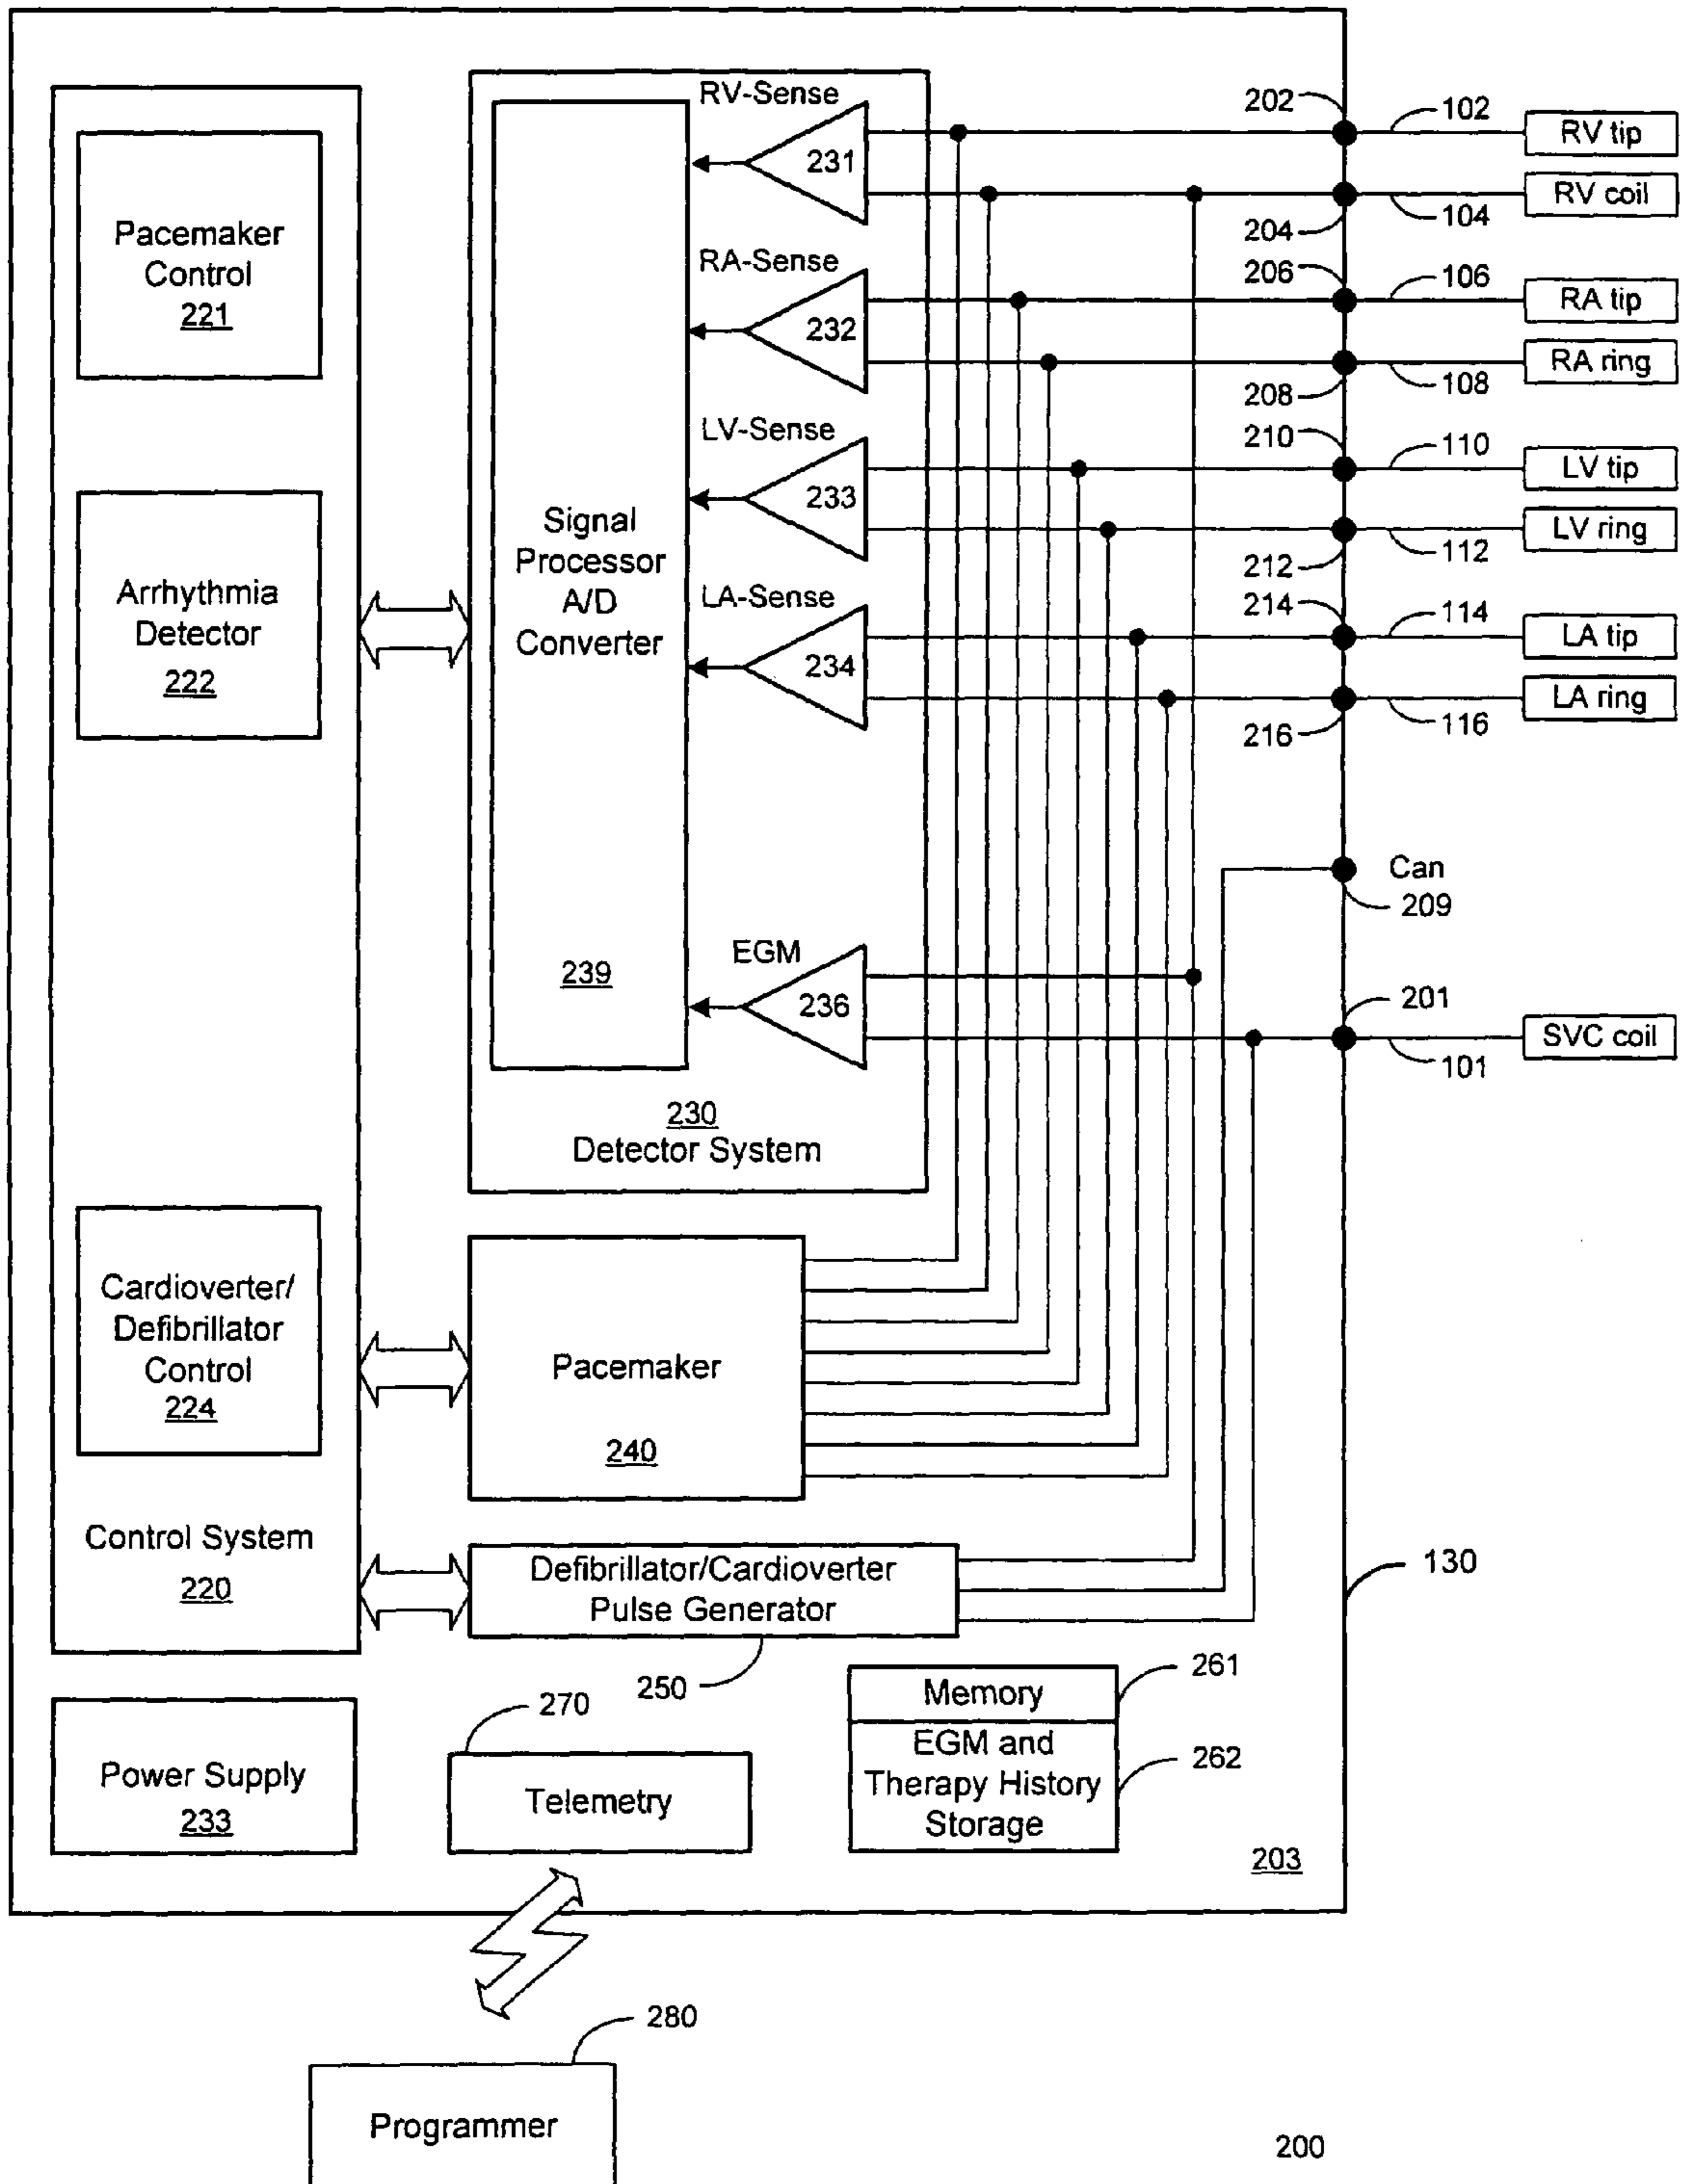 Pacemaker
Control
221
Arrhythmia
Detector
222
Cardioverter/
Defibrillator
Control
224
Control System
220
Power Supply
233
Signal
Processor
A/D
Converter
239
RV-Sense
231
RA-Sense
232
LV-Sense
233
LA-Sense
234
EGM
236
230
Detector System
Pacemaker
240
Defibrillator/Cardioverter
Pulse Generator
250
270
Telemetry
Memory
261
EGM and
Therapy History
Storage
262
203
130
202
102
RV tip
204
104
RV coil
206
106
RA tip
208
108
RA ring
210
110
LV tip
212
112
LV ring
214
114
LA tip
216
116
LA ring
Can
209
201
101
SVC coil
280
Programmer
200